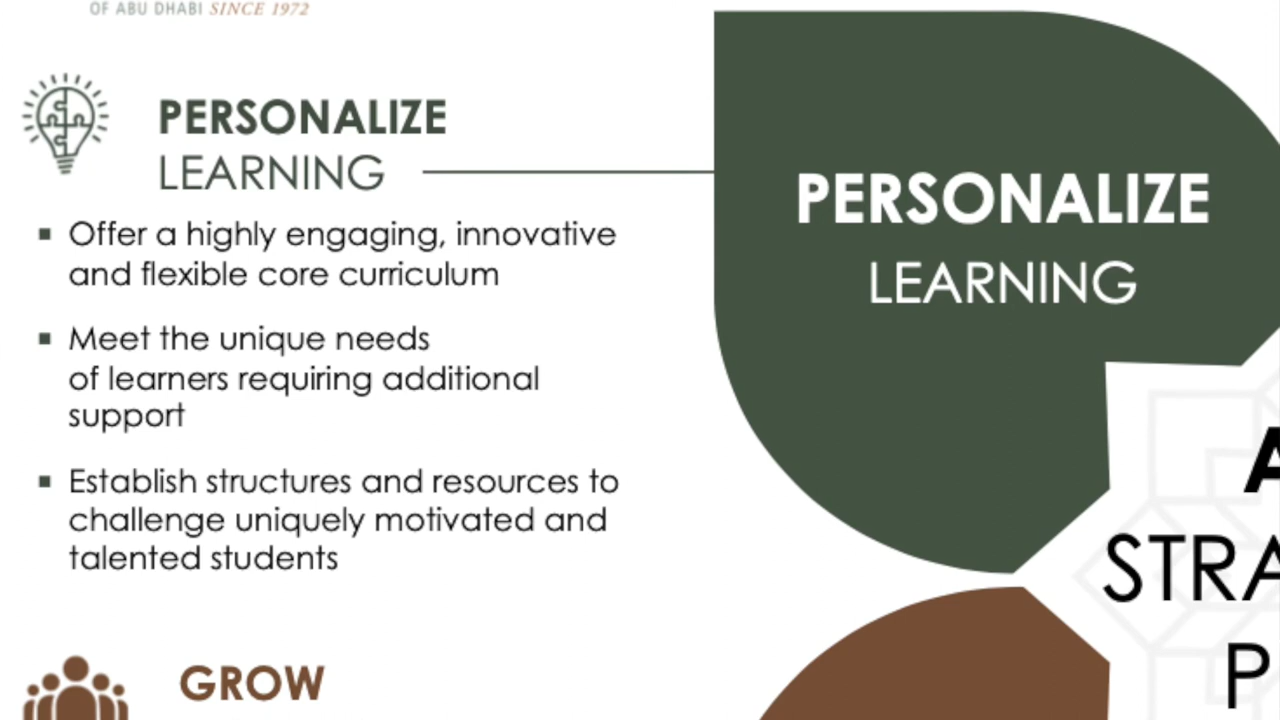 OF ABU DHABI SINCE 1972
PERSONALIZE
LEARNING
▪ Offer a highly engaging, innovative
and flexible core curriculum
▪ Meet the unique needs
of learners requiring additional
support
▪ Establish structures and resources to
challenge uniquely motivated and
talented students
GROW
PERSONALIZE
LEARNING
A
STRA
P